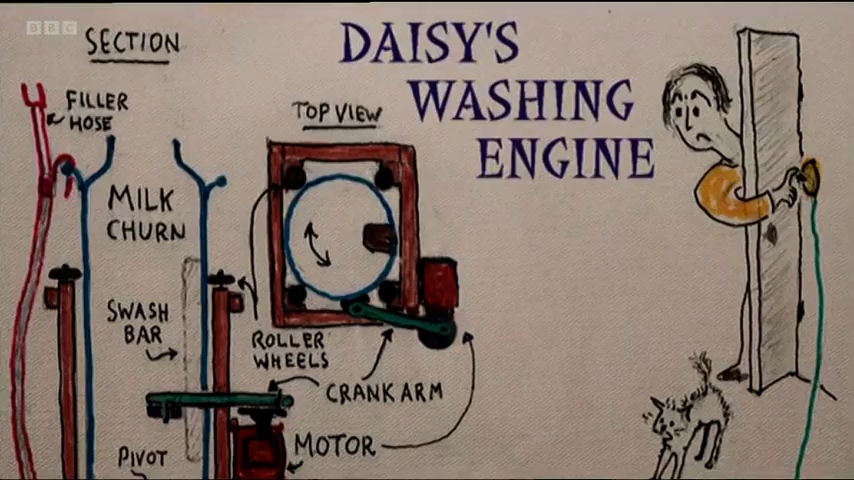 BBC
SECTION
DAISY'S
WASHING
ENGINE
FILLER
HOSE
TOP VIEW
MILK
CHURN
SWASH
BAR
ROLLER
WHEELS
CRANK ARM
MOTOR
PIVOT